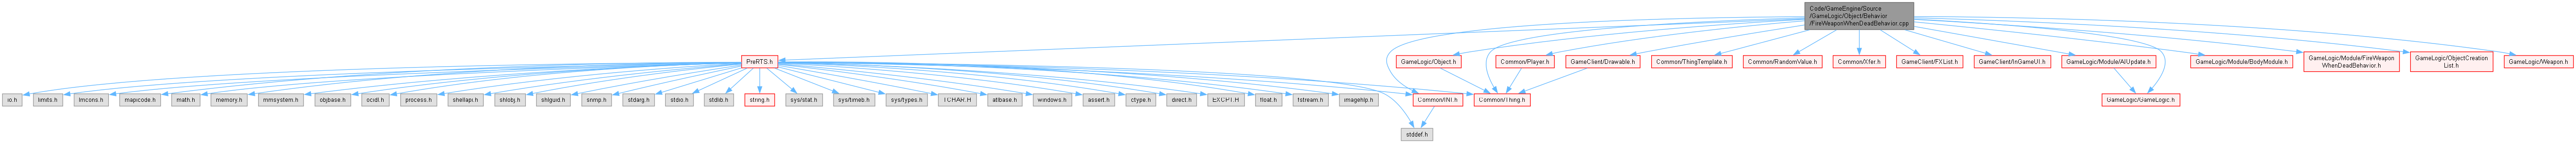 Code/GameEngine/Source
/GameLogic/Object/Behavior
/FireWeaponWhenDeadBehavior.cpp
PreRTS.h
GameLogic/Object.h
Common/Player.h
GameClient/Drawable.h
Common/ThingTemplate.h
Common/RandomValue.h
Common/Xfer.h
GameClient/FXList.h
GameClient/InGameUI.h
GameLogic/Module/AIUpdate.h
GameLogic/Module/BodyModule.h
GameLogic/Module/FireWeapon
WhenDeadBehavior.h
GameLogic/ObjectCreation
List.h
GameLogic/Weapon.h
io.h
limits.h
lmcons.h
mapicode.h
math.h
memory.h
mmsystem.h
objbase.h
ocidl.h
process.h
shellapi.h
shlobj.h
shlguid.h
snmp.h
stdarg.h
stdio.h
stdlib.h
string.h
sys/stat.h
sys/timeb.h
sys/types.h
TCHAR.H
atlbase.h
windows.h
assert.h
ctype.h
direct.h
EXCPT.H
float.h
fstream.h
imagehlp.h
Common/INI.h
Common/Thing.h
GameLogic/GameLogic.h
stddef.h